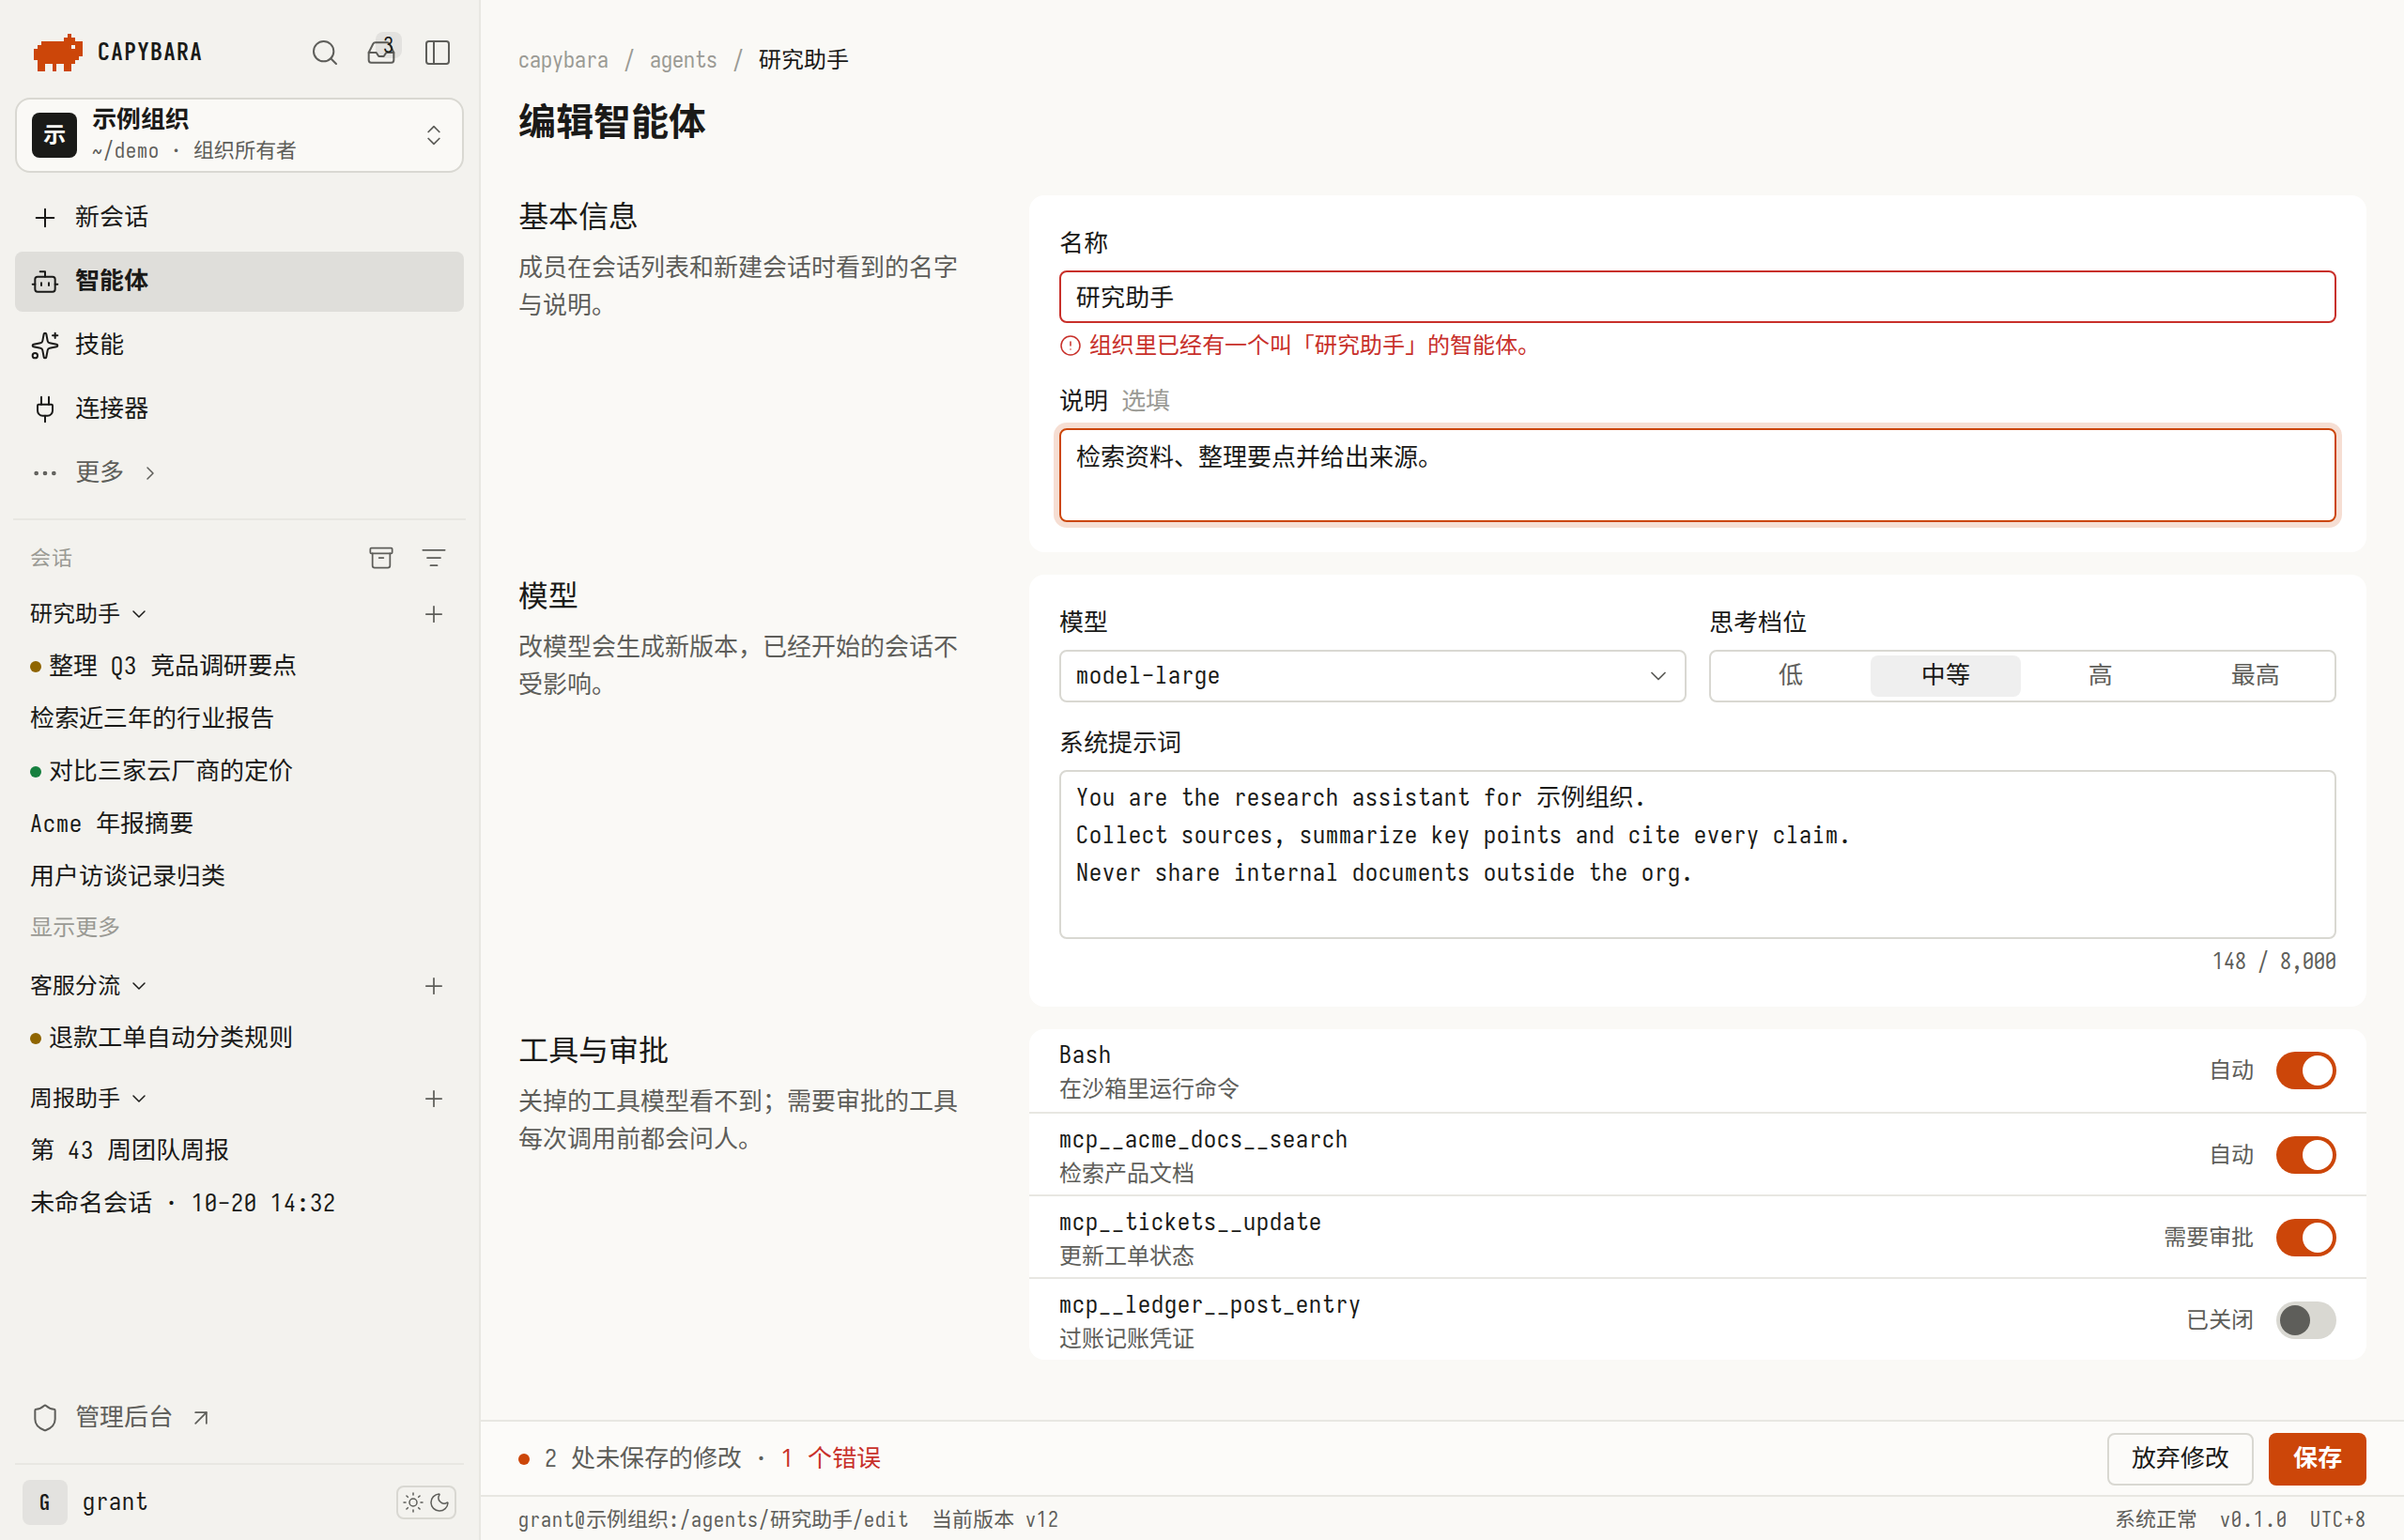 CAPYBARA
3
示
示例组织
~/demo · 组织所有者
新会话
智能体
技能
连接器
更多
会话
研究助手
整理 Q3 竞品调研要点
检索近三年的行业报告
对比三家云厂商的定价
Acme 年报摘要
用户访谈记录归类
显示更多
客服分流
退款工单自动分类规则
周报助手
第 43 周团队周报
未命名会话 · 10-20 14:32
管理后台
G
grant
capybara / agents / 研究助手
编辑智能体
基本信息
成员在会话列表和新建会话时看到的名字
与说明。
名称
研究助手
组织里已经有一个叫「研究助手」的智能体。
说明 选填
检索资料、整理要点并给出来源。
模型
改模型会生成新版本，已经开始的会话不
受影响。
模型
model-large
思考档位
低 中等 高 最高
系统提示词
You are the research assistant for 示例组织.
Collect sources, summarize key points and cite every claim.
Never share internal documents outside the org.
148 / 8,000
工具与审批
关掉的工具模型看不到；需要审批的工具
每次调用前都会问人。
Bash
在沙箱里运行命令
自动
mcp__acme_docs__search
检索产品文档
自动
mcp__tickets__update
更新工单状态
需要审批
mcp__ledger__post_entry
过账记账凭证
已关闭
2 处未保存的修改 · 1 个错误
放弃修改
保存
grant@示例组织:/agents/研究助手/edit 当前版本 v12
系统正常 v0.1.0 UTC+8